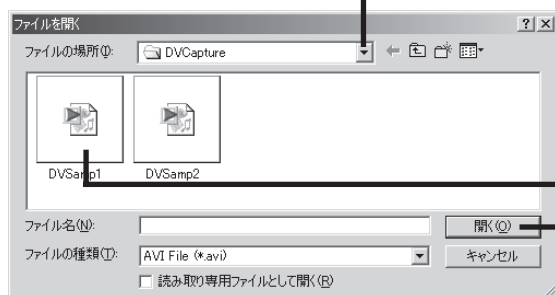 ファイルを開く
ファイルの場所(I): DVCapture
DVSamp1 DVSamp2
ファイル名(N): 開く(O)
ファイルの種類(T): AVI File (*.avi) キャンセル
読み取り専用ファイルとして開く(R)